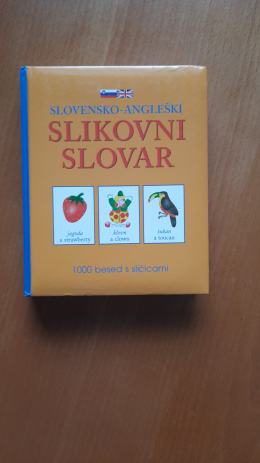 SLOVENSKO-ANGLEŠKI
SLIKOVNI
SLOVAR
jagoda
a strawberry
klovn
a clown
tukan
a toucan
1000 besed s sličicami